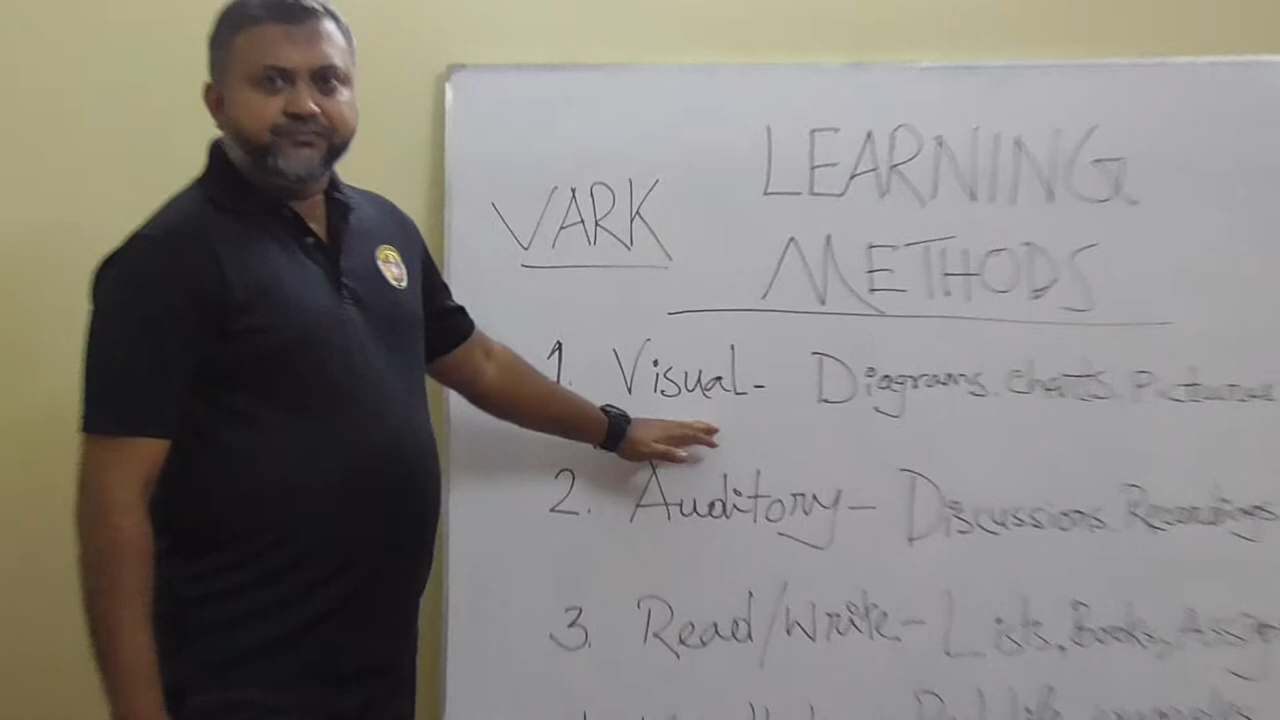 LEARNING
VARK METHODS
1. Visual - Diagrams. Charts. Pictures
2. Auditory - Discussions. Recordings
3. Read/Write - Lists. Books,